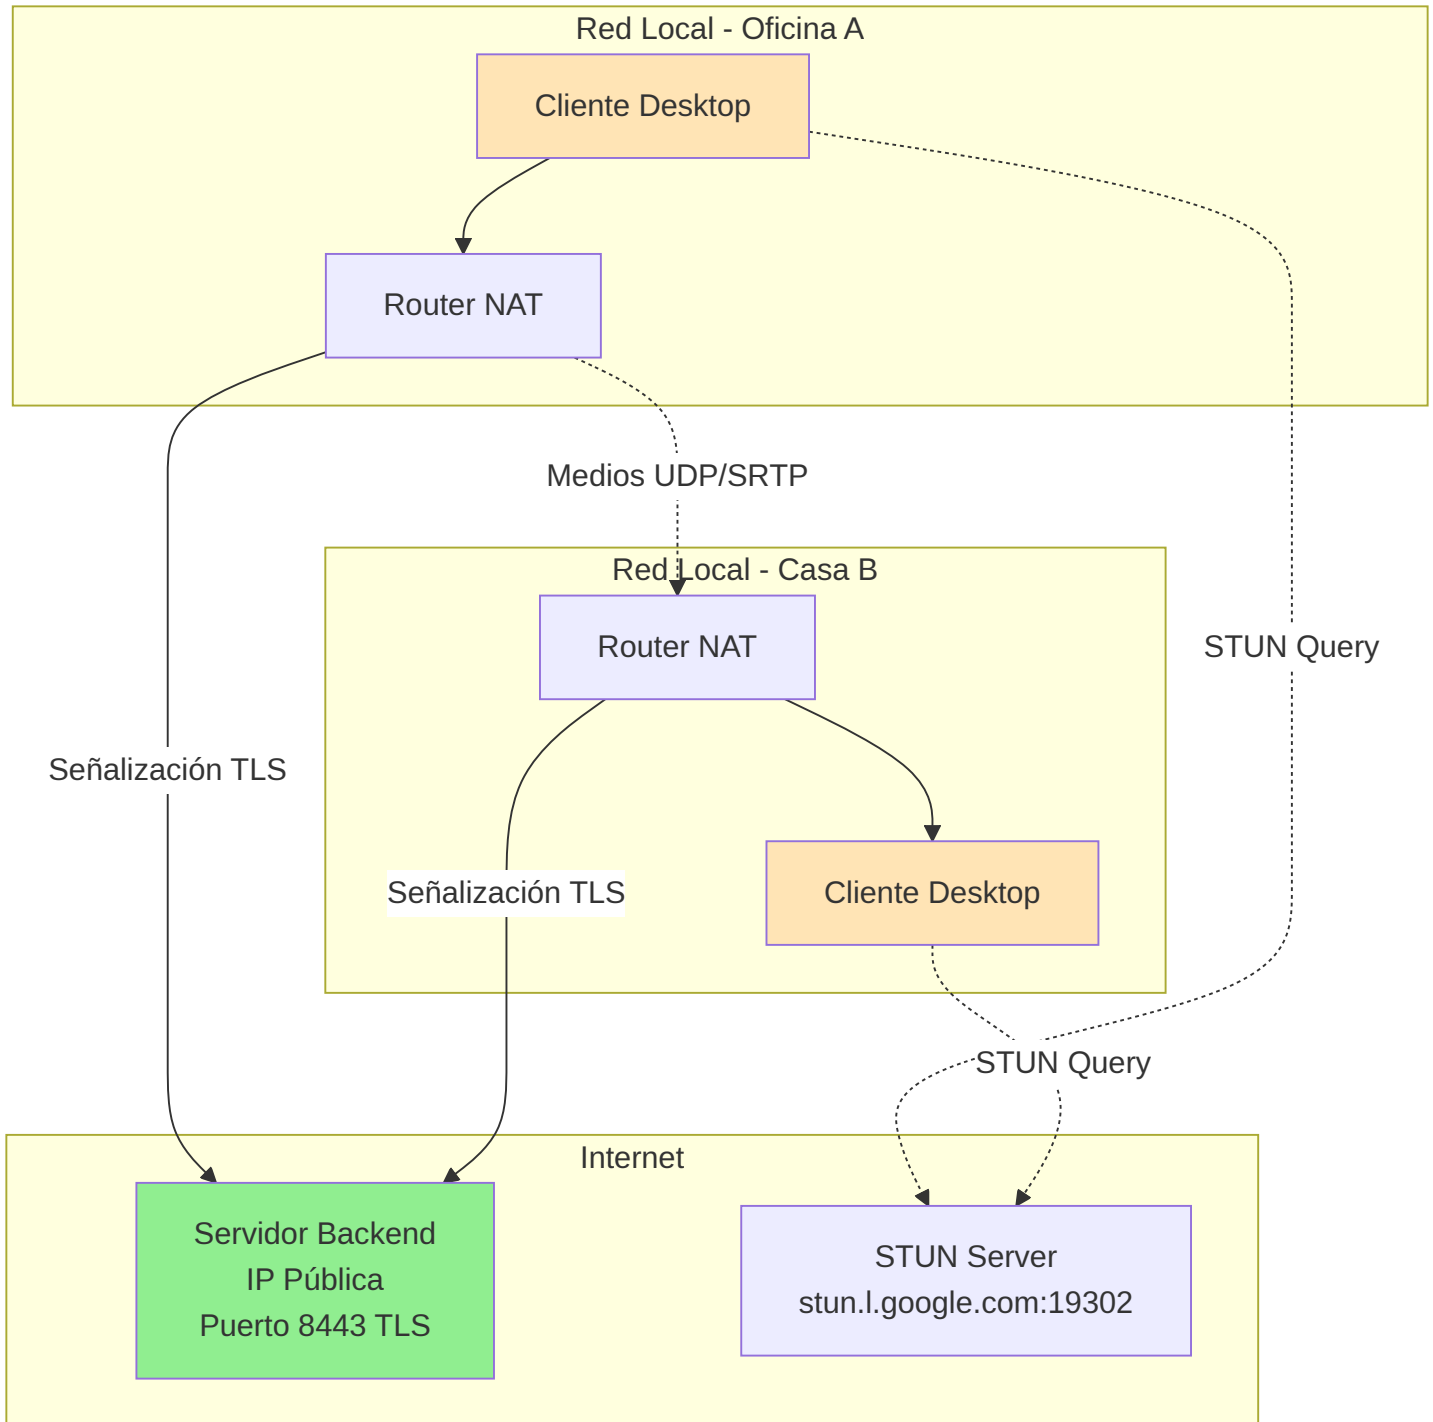 Red Local - Oficina A
Cliente Desktop
Router NAT
Medios UDP/SRTP
Red Local - Casa B
Router NAT
STUN Query
Señalización TLS
Señalización TLS
Cliente Desktop
STUN Query
Internet
Servidor Backend
IP Pública
Puerto 8443 TLS
STUN Server
stun.l.google.com:19302